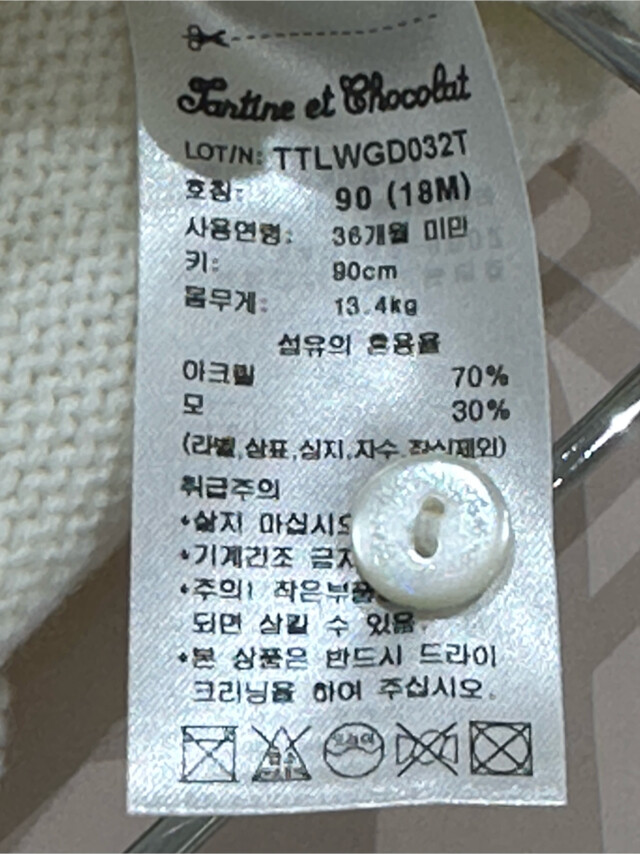 Tartine et Chocolat
LOT/N: TTLWGD032T
호칭: 90 (18M)
사용연령: 36개월 미만
키: 90cm
몸무게: 13.4kg
섬유의 혼용율
아크릴 70%
모 30%
(라벨,상표,심지,자수,장식제외)
취급주의
•삶지 마십시오
•기계건조 금지
•주의! 작은부품
되면 삼킬 수 있음.
•본 상품은 반드시 드라이
크리닝을 하여 주십시오.